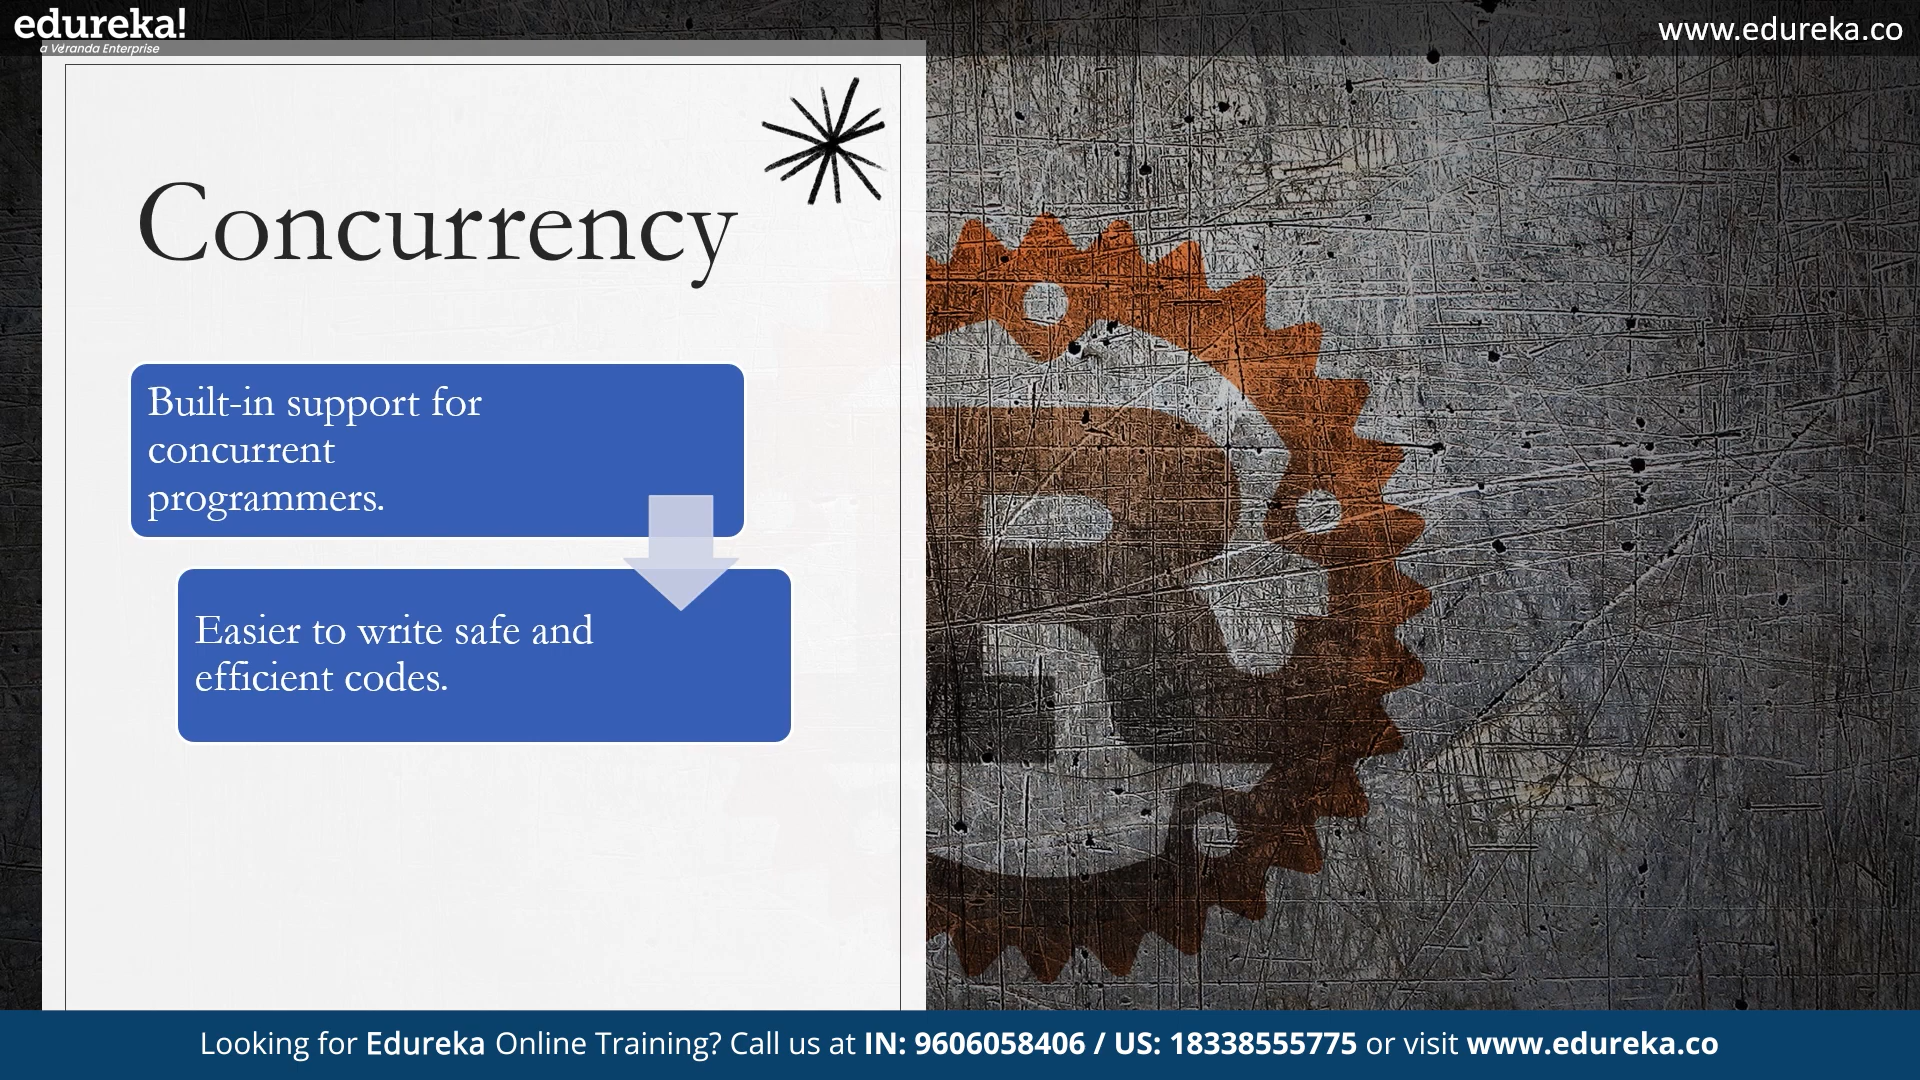 edureka!
a Veranda Enterprise
www.edureka.co
Concurrency
Built-in support for
concurrent
programmers.
Easier to write safe and
efficient codes.
R
Looking for Edureka Online Training? Call us at IN: 9606058406 / US: 18338555775 or visit www.edureka.co